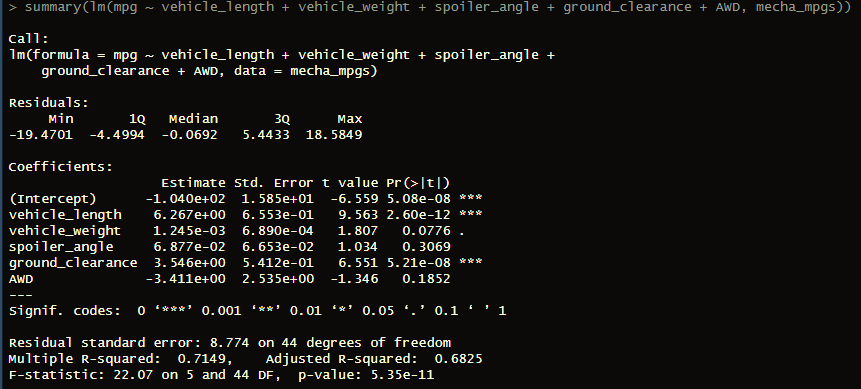 > summary(lm(mpg ~ vehicle_length + vehicle_weight + spoiler_angle + ground_clearance + AWD, mecha_mpgs))
Call:
lm(formula = mpg ~ vehicle_length + vehicle_weight + spoiler_angle +
    ground_clearance + AWD, data = mecha_mpgs)
Residuals:
     Min       1Q   Median       3Q      Max
-19.4701  -4.4994  -0.0692   5.4433  18.5849
Coefficients:
                   Estimate Std. Error t value Pr(>|t|)
(Intercept)      -1.040e+02  1.585e+01  -6.559 5.08e-08 ***
vehicle_length    6.267e+00  6.553e-01   9.563 2.60e-12 ***
vehicle_weight    1.245e-03  6.890e-04   1.807   0.0776 .
spoiler_angle     6.877e-02  6.653e-02   1.034   0.3069
ground_clearance  3.546e+00  5.412e-01   6.551 5.21e-08 ***
AWD              -3.411e+00  2.535e+00  -1.346   0.1852
---
Signif. codes:  0 ‘***’ 0.001 ‘**’ 0.01 ‘*’ 0.05 ‘.’ 0.1 ‘ ’ 1
Residual standard error: 8.774 on 44 degrees of freedom
Multiple R-squared:  0.7149,    Adjusted R-squared:  0.6825
F-statistic: 22.07 on 5 and 44 DF,  p-value: 5.35e-11